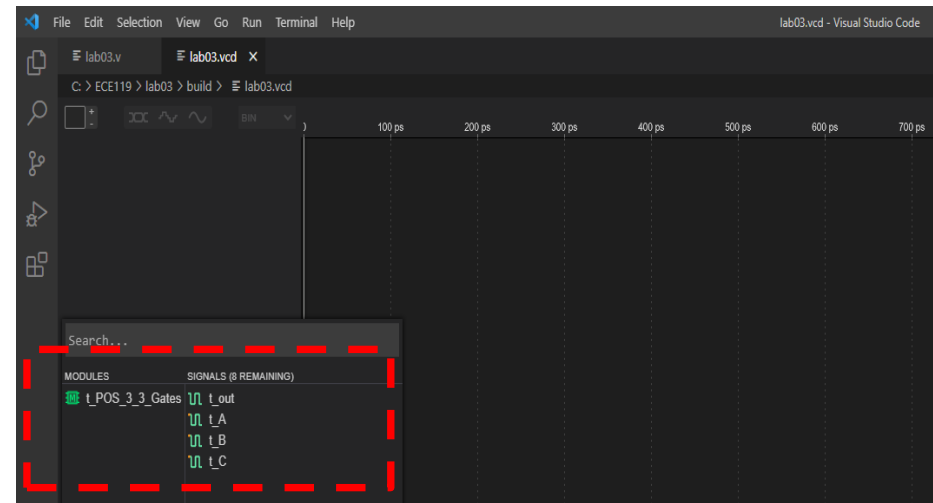 File Edit Selection View Go Run Terminal Help lab03.vcd - Visual Studio Code
lab03.v lab03.vcd
C: > ECE119 > lab03 > build > lab03.vcd
+
-
BIN
100 ps 200 ps 300 ps 400 ps 500 ps 600 ps 700 ps
Search...
MODULES SIGNALS (8 REMAINING)
t_POS_3_3_Gates t_out
t_A
t_B
t_C